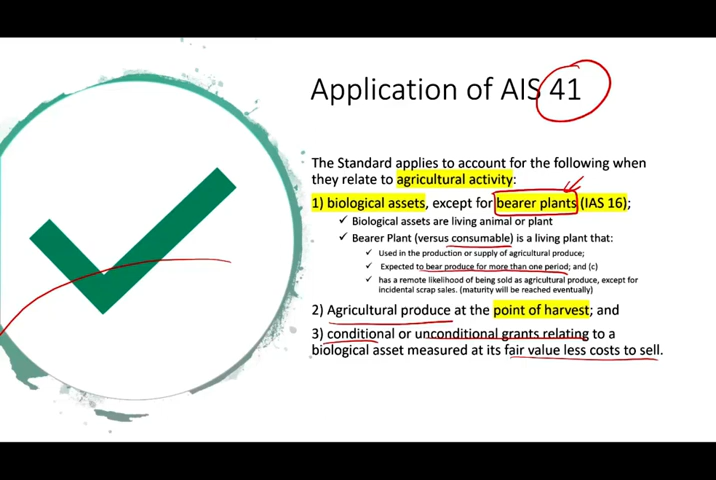 Application of AIS 41
The Standard applies to account for the following when
they relate to agricultural activity:
1) biological assets, except for bearer plants (IAS 16);
✓ Biological assets are living animal or plant
✓ Bearer Plant (versus consumable) is a living plant that:
✓ Used in the production or supply of agricultural produce;
✓ Expected to bear produce for more than one period; and (c)
✓ has a remote likelihood of being sold as agricultural produce, except for
incidental scrap sales. (maturity will be reached eventually)
2) Agricultural produce at the point of harvest; and
3) conditional or unconditional grants relating to a
biological asset measured at its fair value less costs to sell.